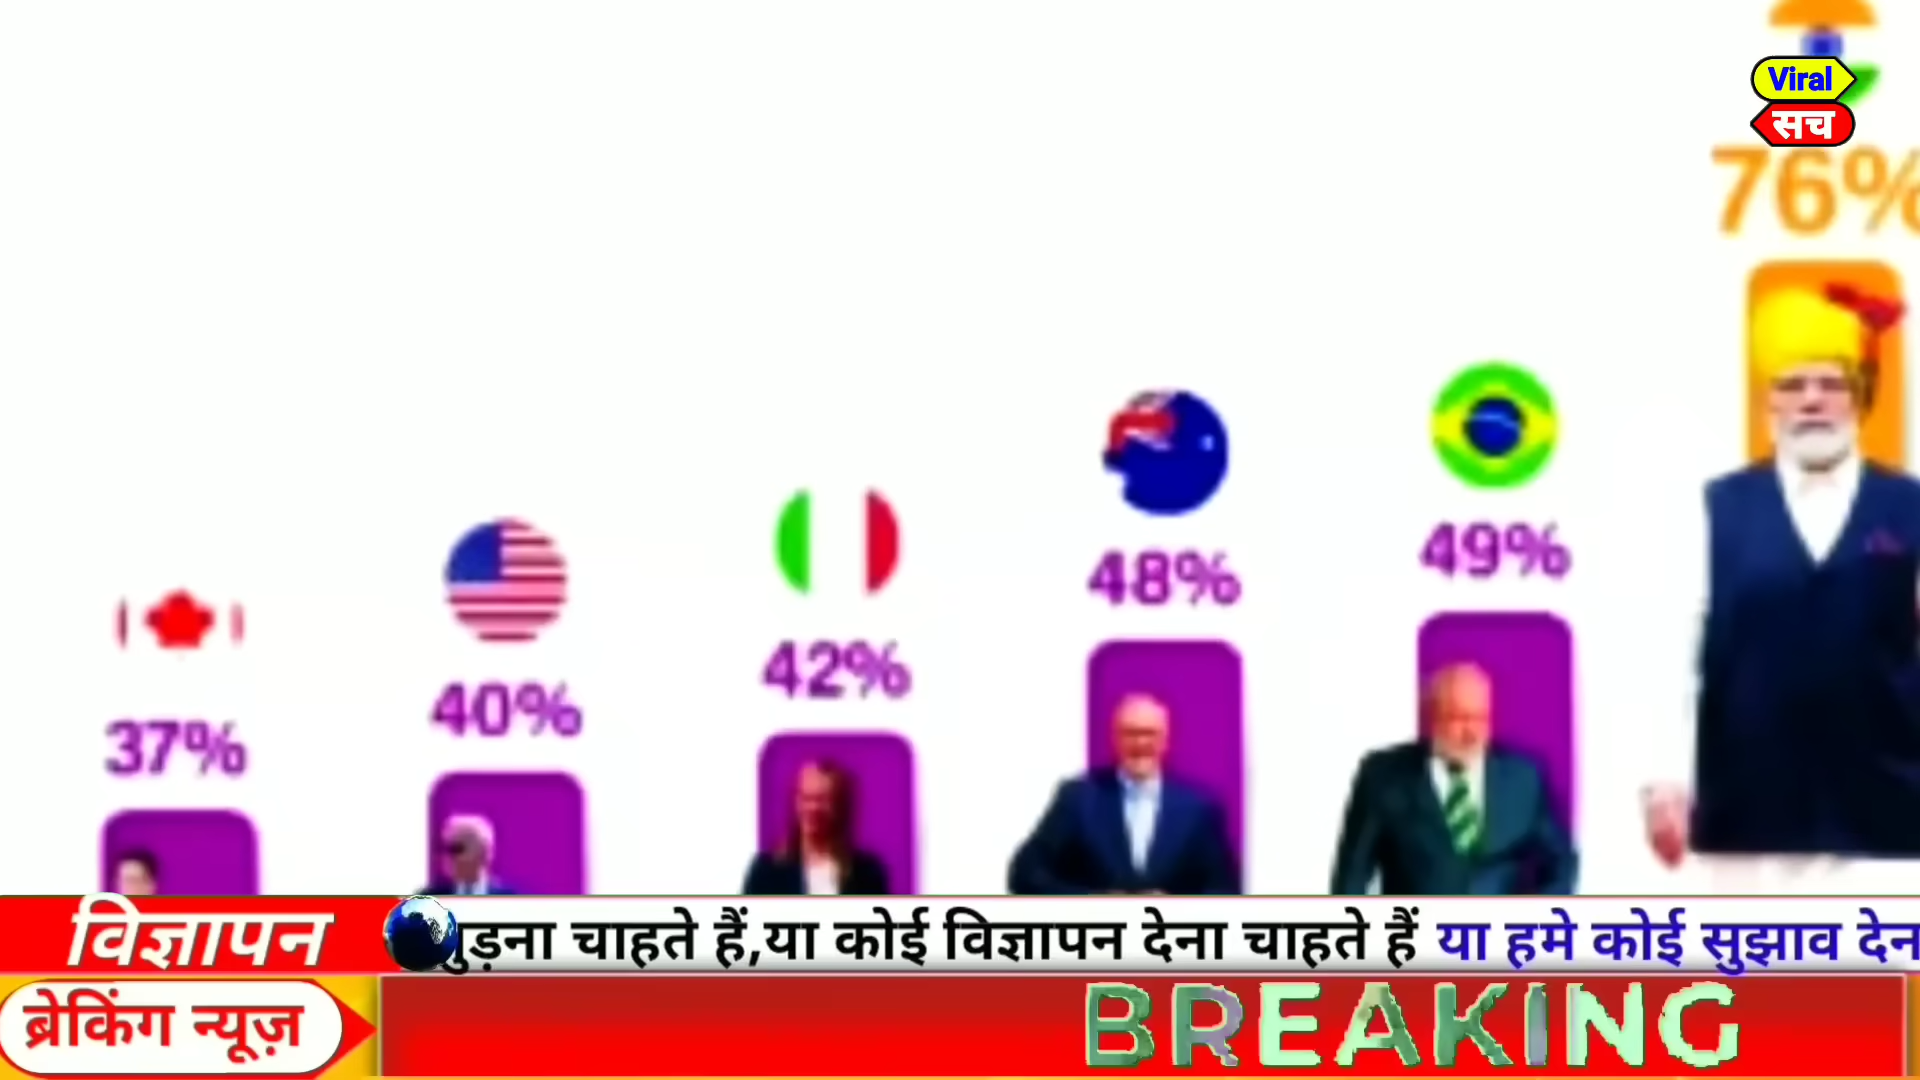 Viral
सच
76%
49%
48%
42%
40%
37%
विज्ञापन
चाहते हैं,या कोई विज्ञापन देना चाहते हैं या हमे कोई सुझाव
ब्रेकिंग न्यूज़
BREAKING